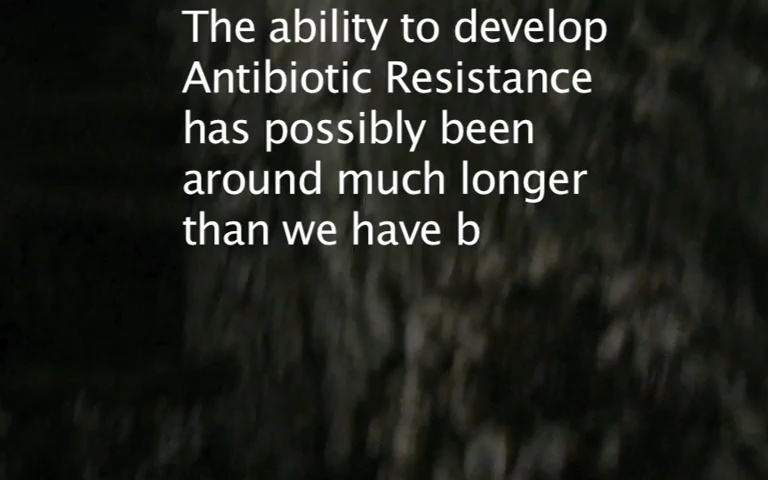 The ability to develop
Antibiotic Resistance
has possibly been
around much longer
than we have b